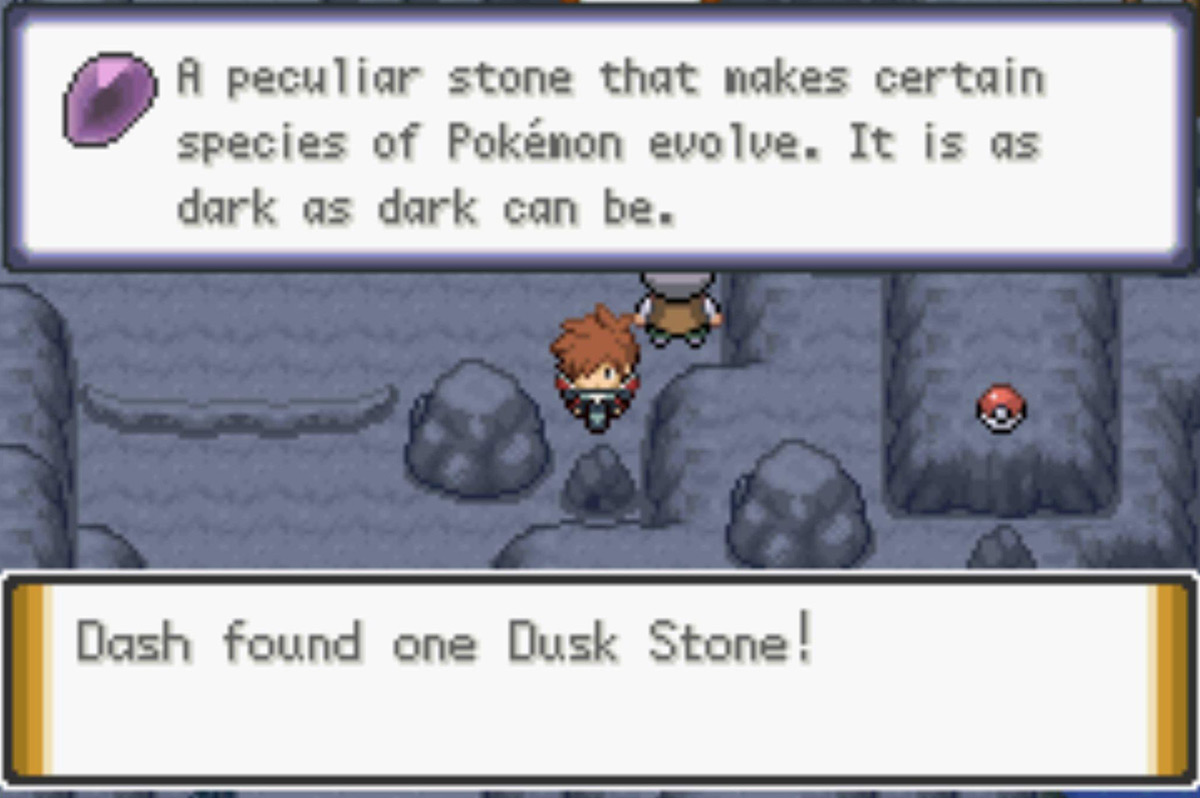 A peculiar stone that makes certain
species of Pokémon evolve. It is as
dark as dark can be.
Dash found one Dusk Stone!